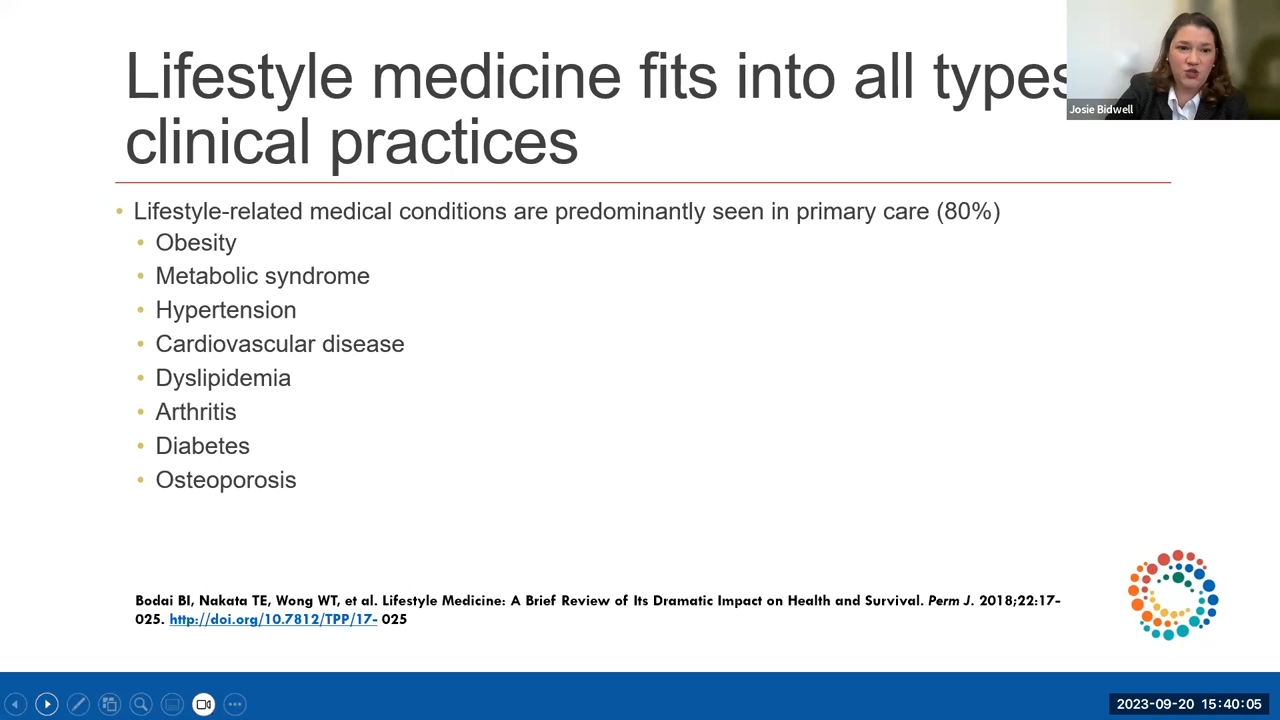 Lifestyle medicine fits into all types
clinical practices
Josie Bidwell
• Lifestyle-related medical conditions are predominantly seen in primary care (80%)
• Obesity
• Metabolic syndrome
• Hypertension
• Cardiovascular disease
• Dyslipidemia
• Arthritis
• Diabetes
• Osteoporosis
Bodai BI, Nakata TE, Wong WT, et al. Lifestyle Medicine: A Brief Review of Its Dramatic Impact on Health and Survival. Perm J. 2018;22:17-
025. http://doi.org/10.7812/TPP/17- 025
2023-09-20 15:40:05